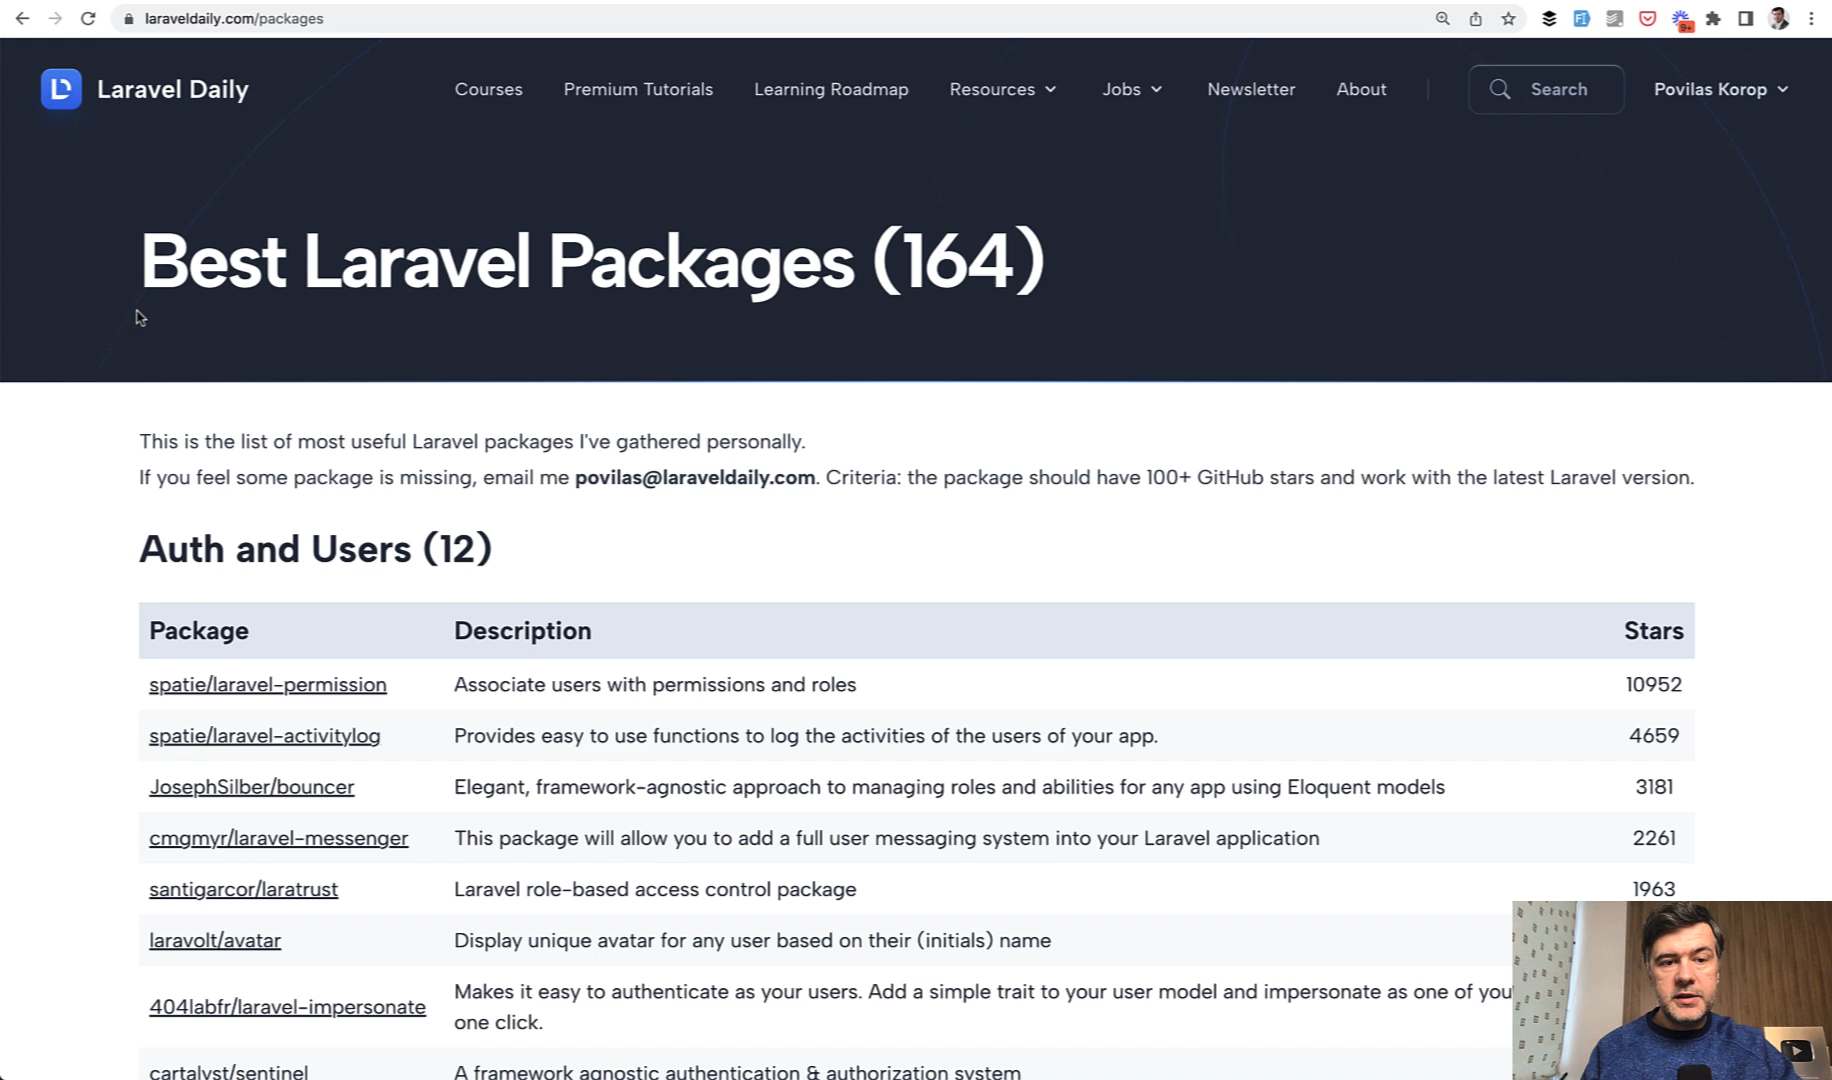 laraveldaily.com/packages
9+
Laravel Daily
Courses
Premium Tutorials
Learning Roadmap
Resources
Jobs
Newsletter
About
Search
Povilas Korop
Best Laravel Packages (164)
This is the list of most useful Laravel packages I've gathered personally.
If you feel some package is missing, email me povilas@laraveldaily.com. Criteria: the package should have 100+ GitHub stars and work with the latest Laravel version.
Auth and Users (12)
Package Description Stars
spatie/laravel-permission Associate users with permissions and roles 10952
spatie/laravel-activitylog Provides easy to use functions to log the activities of the users of your app. 4659
JosephSilber/bouncer Elegant, framework-agnostic approach to managing roles and abilities for any app using Eloquent models 3181
cmgmyr/laravel-messenger This package will allow you to add a full user messaging system into your Laravel application 2261
santigarcor/laratrust Laravel role-based access control package 1963
laravolt/avatar Display unique avatar for any user based on their (initials) name
404labfr/laravel-impersonate Makes it easy to authenticate as your users. Add a simple trait to your user model and impersonate as one of you
one click.
cartalyst/sentinel A framework agnostic authentication & authorization system